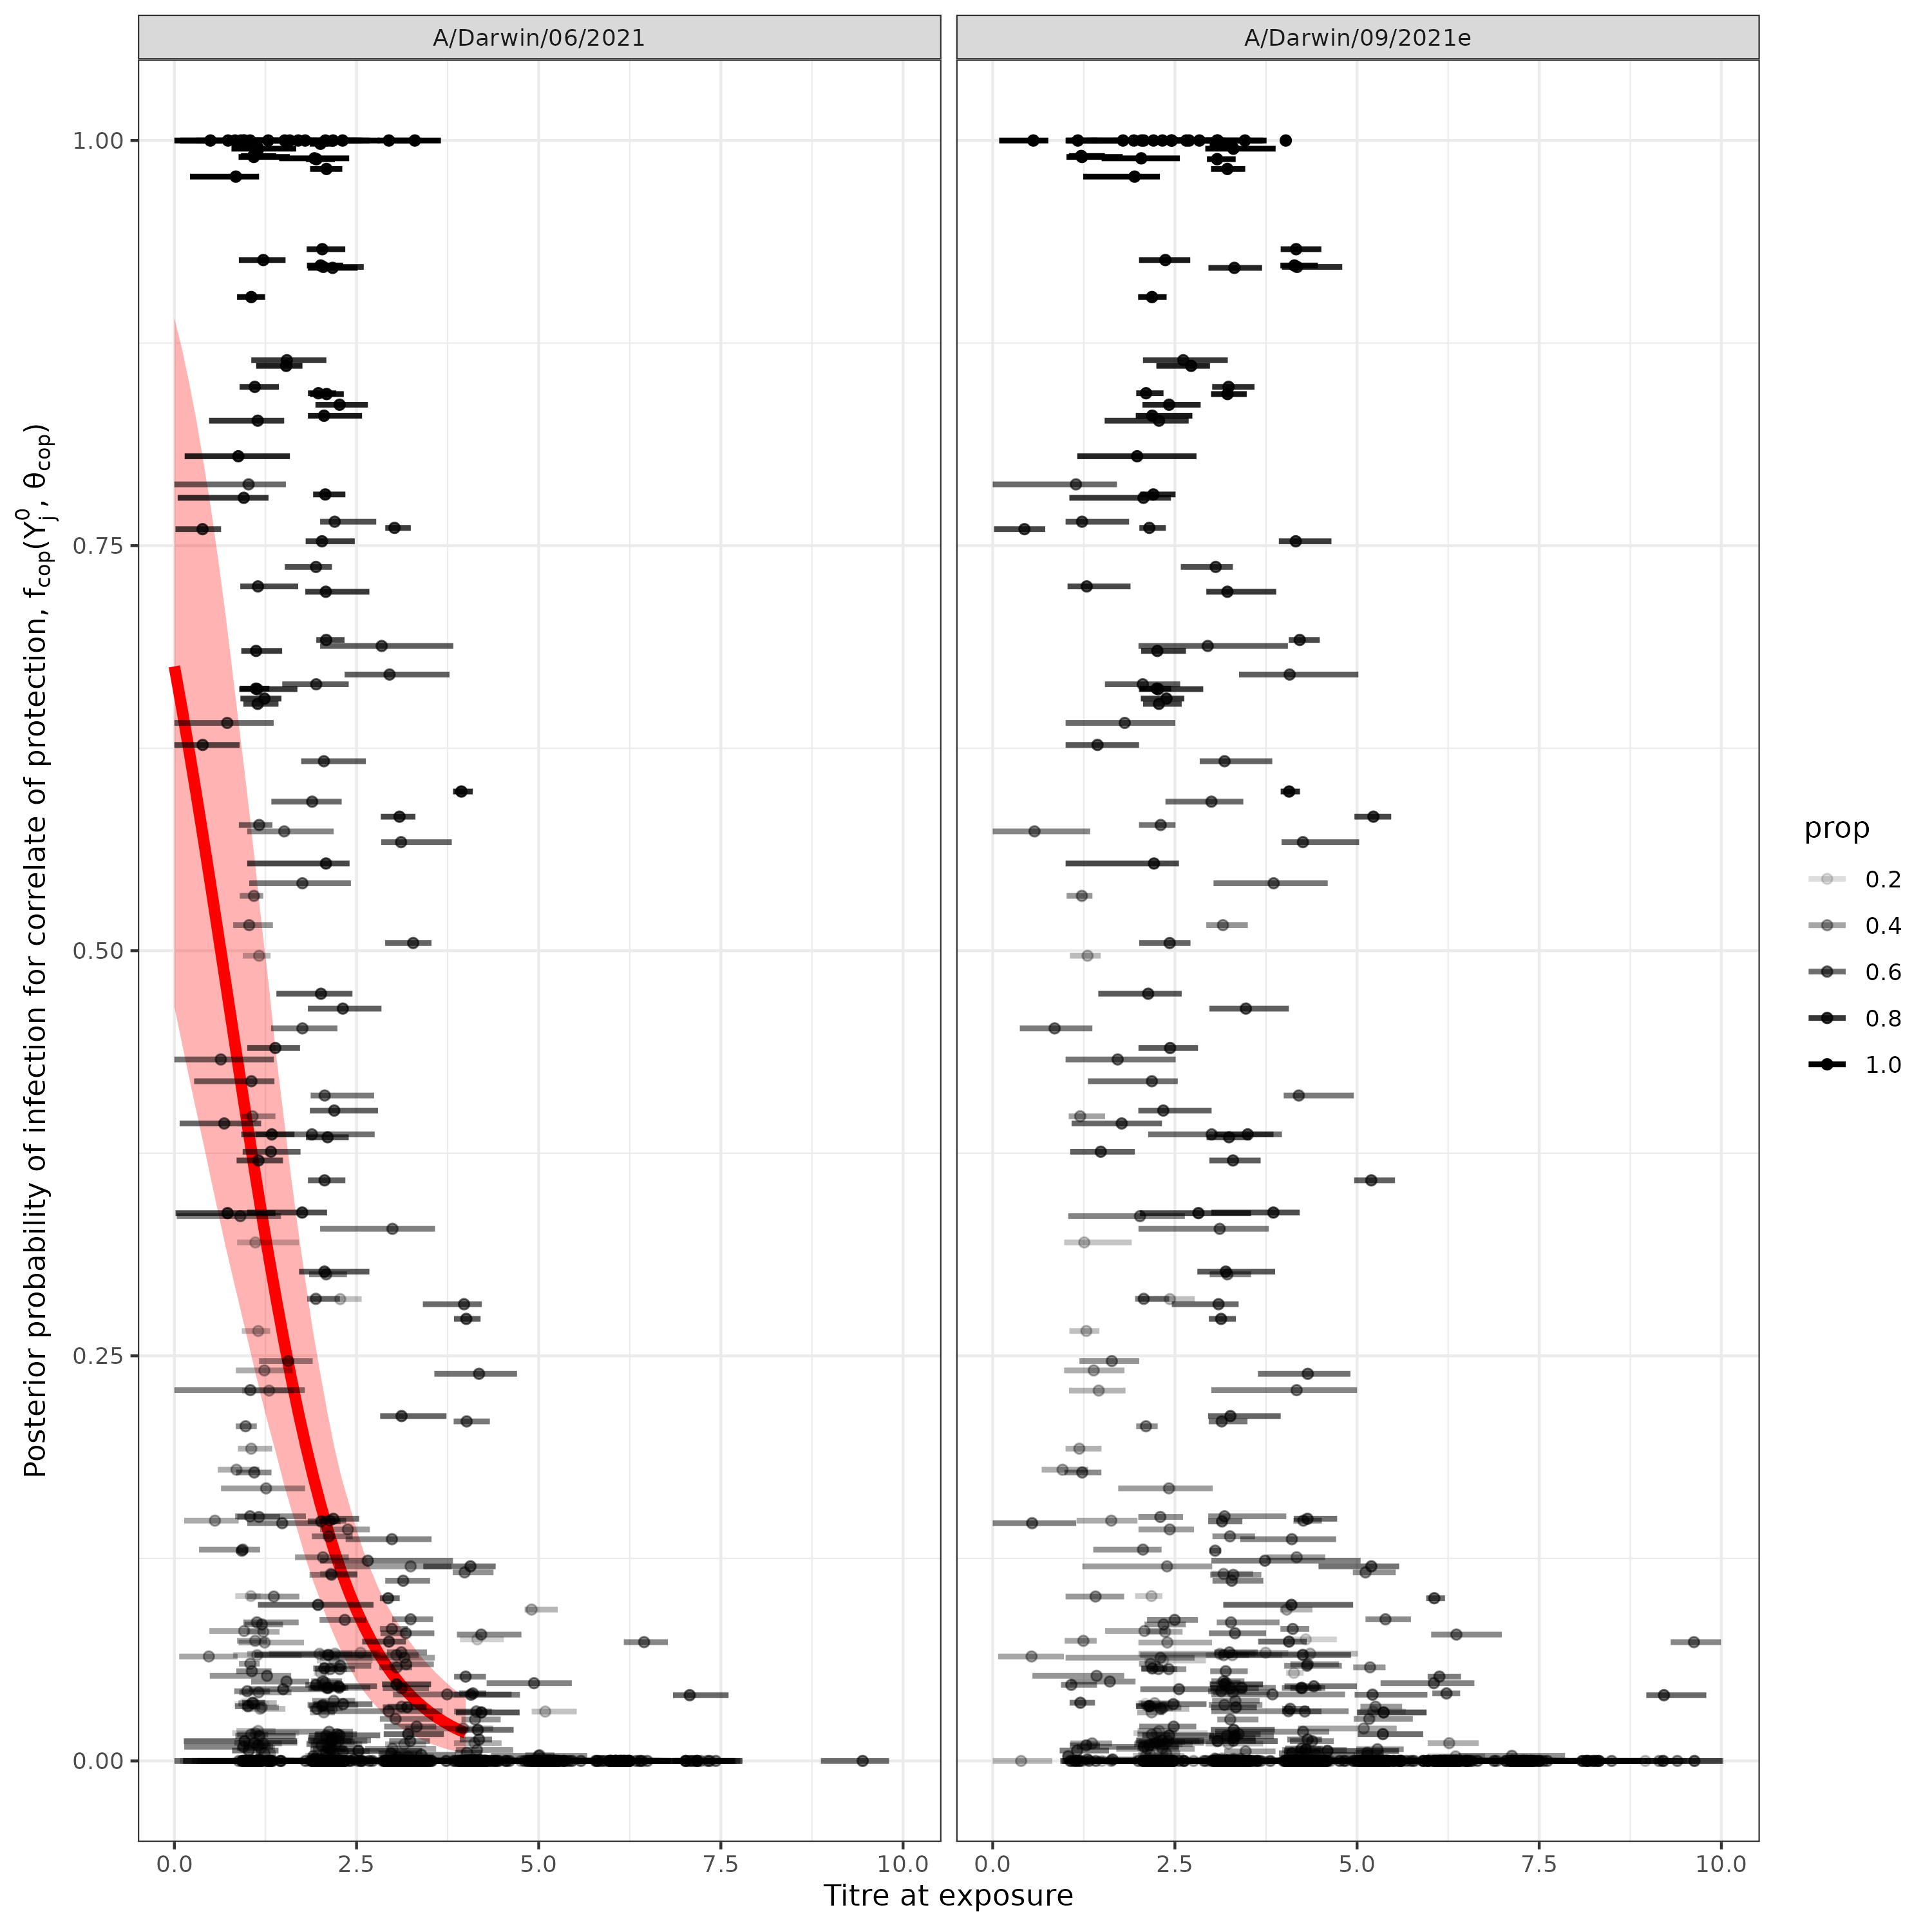 A/Darwin/06/2021
A/Darwin/09/2021e
Posterior probability of infection for correlate of protection, f_cop(Y_j^0, θ_cop)
1.00
0.75
0.50
0.25
0.00
0.0 2.5 5.0 7.5 10.0
0.0 2.5 5.0 7.5 10.0
Titre at exposure
prop
0.2
0.4
0.6
0.8
1.0